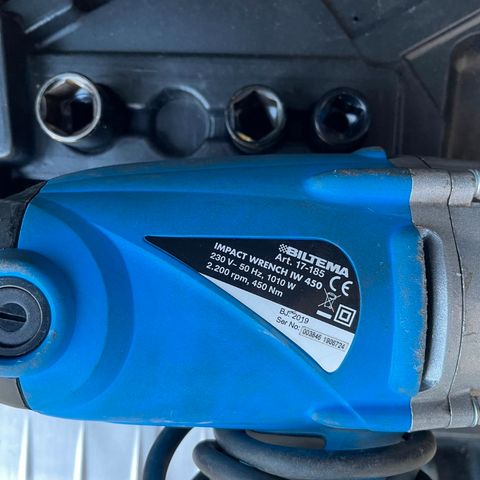 BILTEMA
Art. 17-185
IMPACT WRENCH IW 450
230 V~ 50 Hz, 1010 W
2.200 rpm, 450 Nm
CE
BJ: 2019
Ser No: 003846 1906724